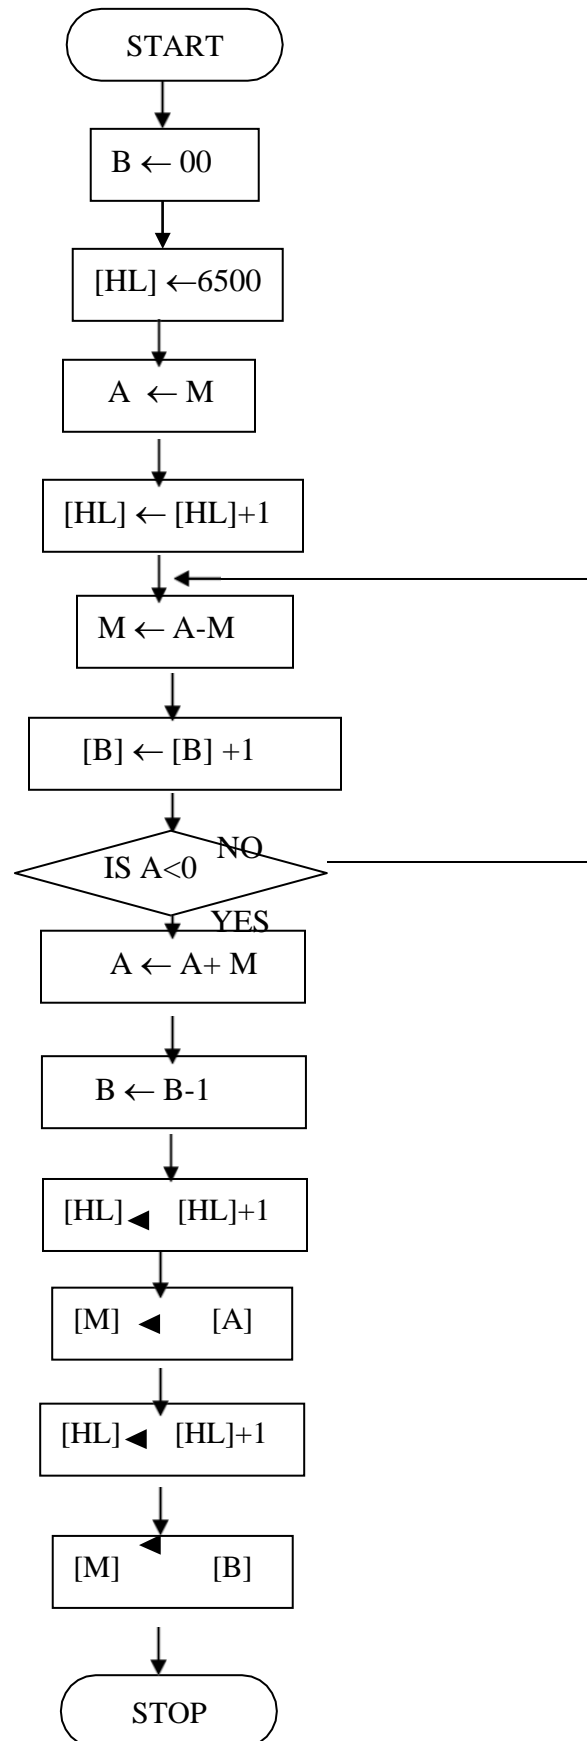 START
B ← 00
[HL] ←6500
A ← M
[HL] ← [HL]+1
M ← A-M
[B] ← [B] +1
NO
IS A<0
YES
A ← A+ M
B ← B-1
[HL] ◄ [HL]+1
[M] ◄ [A]
[HL] ◄ [HL]+1
[M] ◄ [B]
STOP